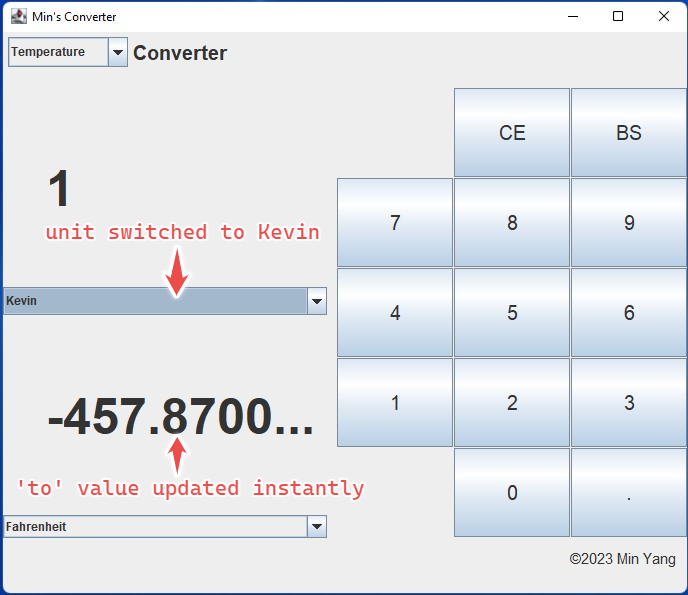 Min's Converter
Temperature Converter
CE BS
1
7 8 9
unit switched to Kevin
Kevin
4 5 6
-457.8700...
1 2 3
'to' value updated instantly
0 .
Fahrenheit
©2023 Min Yang